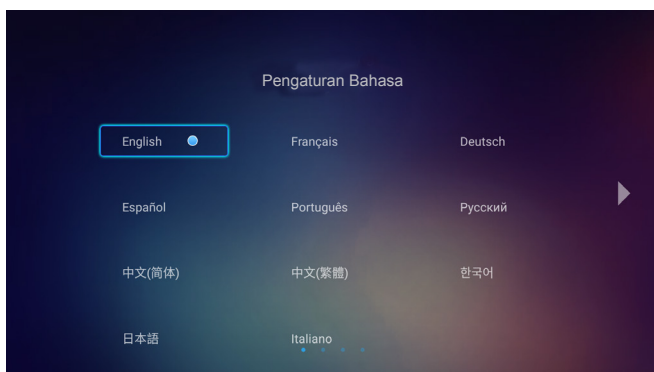 Pengaturan Bahasa
English Français Deutsch
Español Português Русский
中文(简体) 中文(繁體) 한국어
日本語 Italiano